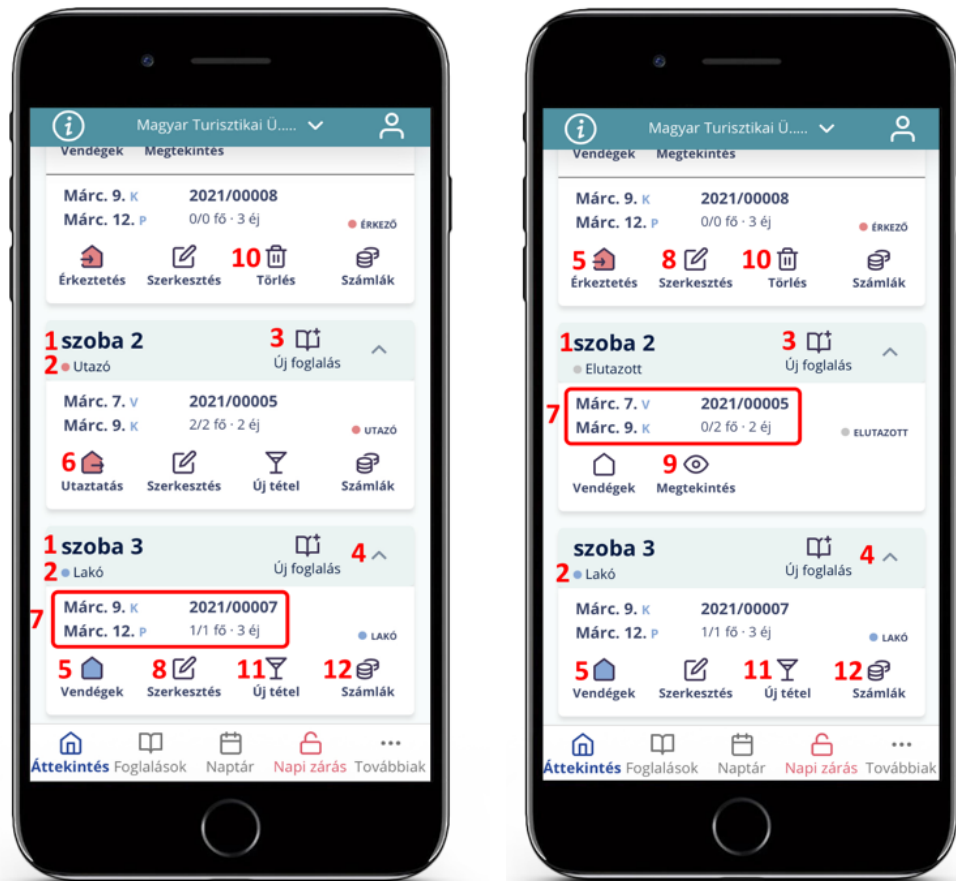 Magyar Turisztikai Ü.....
Vendégek Megtekintés
Márc. 9. K 2021/00008
Márc. 12. P 0/0 fő · 3 éj ÉRKEZŐ
10
Érkeztetés Szerkesztés Törlés Számlák
1 szoba 2 3
2 Utazó Új foglalás
Márc. 7. V 2021/00005
Márc. 9. K 2/2 fő · 2 éj UTAZÓ
6
Utaztatás Szerkesztés Új tétel Számlák
1 szoba 3 4
2 Lakó Új foglalás
7 Márc. 9. K 2021/00007
Márc. 12. P 1/1 fő · 3 éj LAKÓ
5 8 11 12
Vendégek Szerkesztés Új tétel Számlák
Áttekintés Foglalások Naptár Napi zárás Továbbiak
Magyar Turisztikai Ü.....
Vendégek Megtekintés
Márc. 9. K 2021/00008
Márc. 12. P 0/0 fő · 3 éj ÉRKEZŐ
5 8 10
Érkeztetés Szerkesztés Törlés Számlák
1 szoba 2 3
Elutazott Új foglalás
7 Márc. 7. V 2021/00005
Márc. 9. K 0/2 fő · 2 éj ELUTAZOTT
9
Vendégek Megtekintés
szoba 3 4
2 Lakó Új foglalás
Márc. 9. K 2021/00007
Márc. 12. P 1/1 fő · 3 éj LAKÓ
5 11 12
Vendégek Szerkesztés Új tétel Számlák
Áttekintés Foglalások Naptár Napi zárás Továbbiak